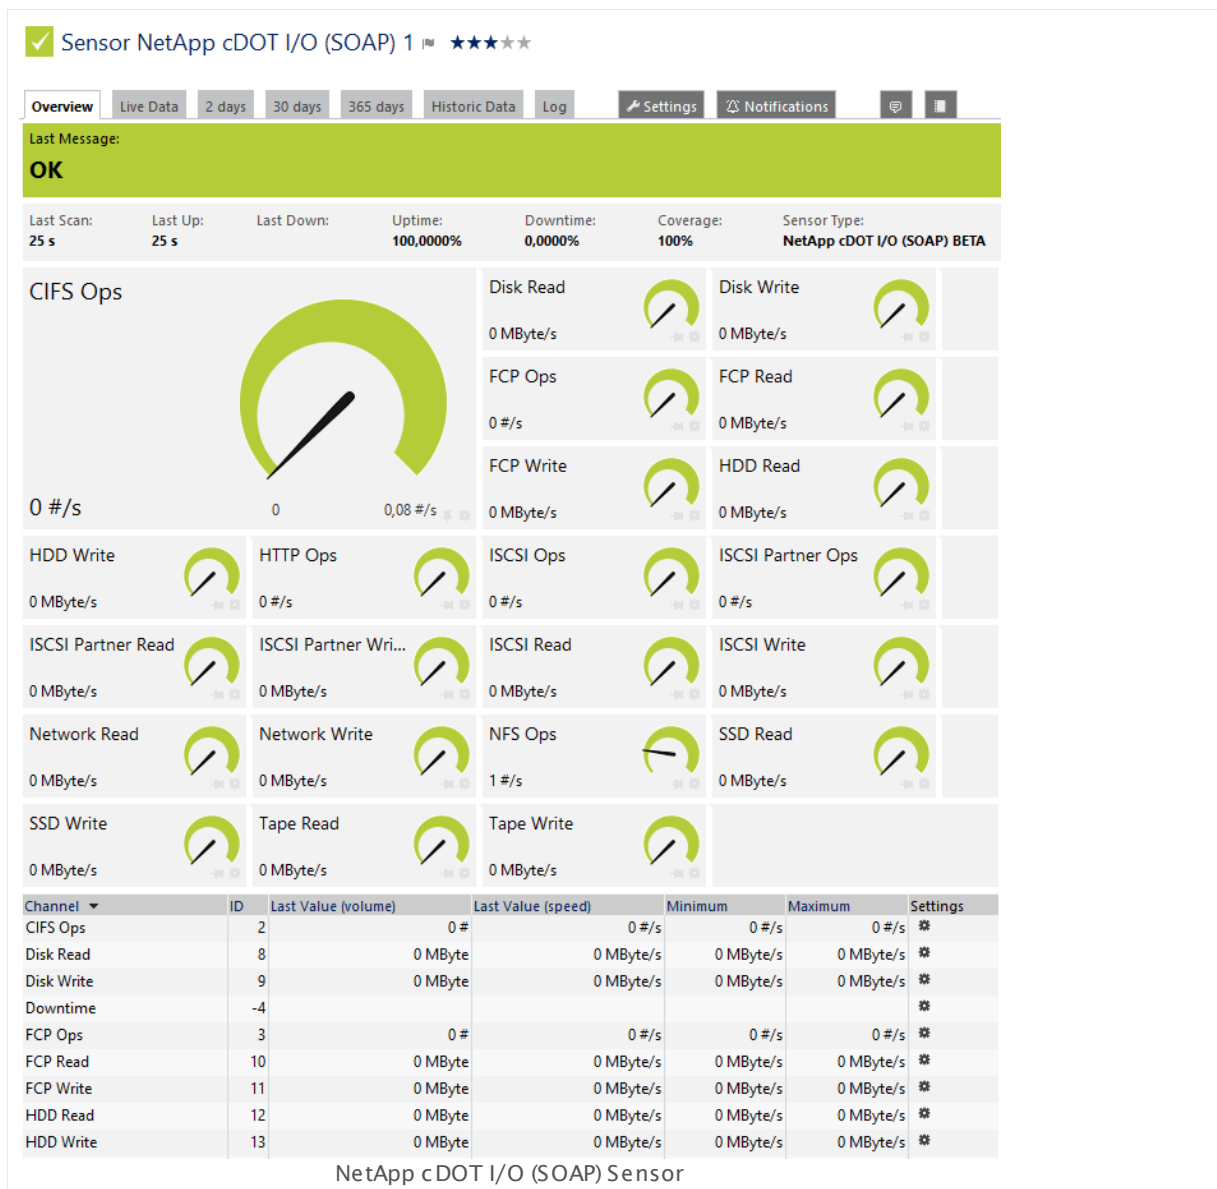 Sensor NetApp cDOT I/O (SOAP) 1
Overview Live Data 2 days 30 days 365 days Historic Data Log Settings Notifications
Last Message:
OK
Last Scan: Last Up: Last Down: Uptime: Downtime: Coverage: Sensor Type:
25 s 25 s 100,0000% 0,0000% 100% NetApp cDOT I/O (SOAP) BETA
CIFS Ops
0 #/s
0 0,08 #/s
Disk Read
0 MByte/s
Disk Write
0 MByte/s
FCP Ops
0 #/s
FCP Read
0 MByte/s
FCP Write
0 MByte/s
HDD Read
0 MByte/s
HDD Write
0 MByte/s
HTTP Ops
0 #/s
ISCSI Ops
0 #/s
ISCSI Partner Ops
0 #/s
ISCSI Partner Read
0 MByte/s
ISCSI Partner Wri...
0 MByte/s
ISCSI Read
0 MByte/s
ISCSI Write
0 MByte/s
Network Read
0 MByte/s
Network Write
0 MByte/s
NFS Ops
1 #/s
SSD Read
0 MByte/s
SSD Write
0 MByte/s
Tape Read
0 MByte/s
Tape Write
0 MByte/s
Channel ID Last Value (volume) Last Value (speed) Minimum Maximum Settings
CIFS Ops 2 0 # 0 #/s 0 #/s 0 #/s
Disk Read 8 0 MByte 0 MByte/s 0 MByte/s 0 MByte/s
Disk Write 9 0 MByte 0 MByte/s 0 MByte/s 0 MByte/s
Downtime -4
FCP Ops 3 0 # 0 #/s 0 #/s 0 #/s
FCP Read 10 0 MByte 0 MByte/s 0 MByte/s 0 MByte/s
FCP Write 11 0 MByte 0 MByte/s 0 MByte/s 0 MByte/s
HDD Read 12 0 MByte 0 MByte/s 0 MByte/s 0 MByte/s
HDD Write 13 0 MByte 0 MByte/s 0 MByte/s 0 MByte/s
NetApp cDOT I/O (SOAP) Sensor